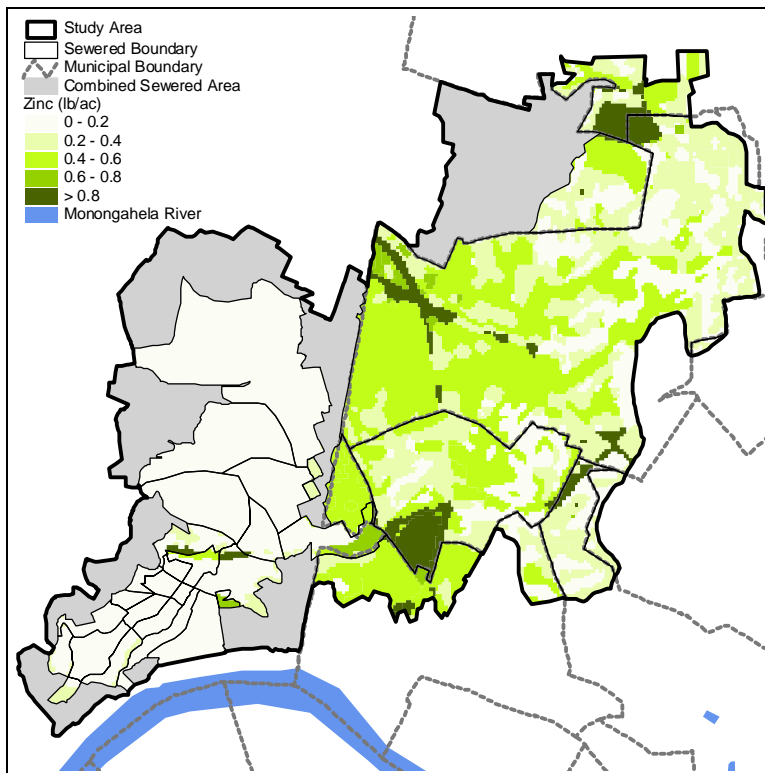 Study Area
Sewered Boundary
Municipal Boundary
Combined Sewered Area
Zinc (lb/ac)
0 - 0.2
0.2 - 0.4
0.4 - 0.6
0.6 - 0.8
> 0.8
Monongahela River